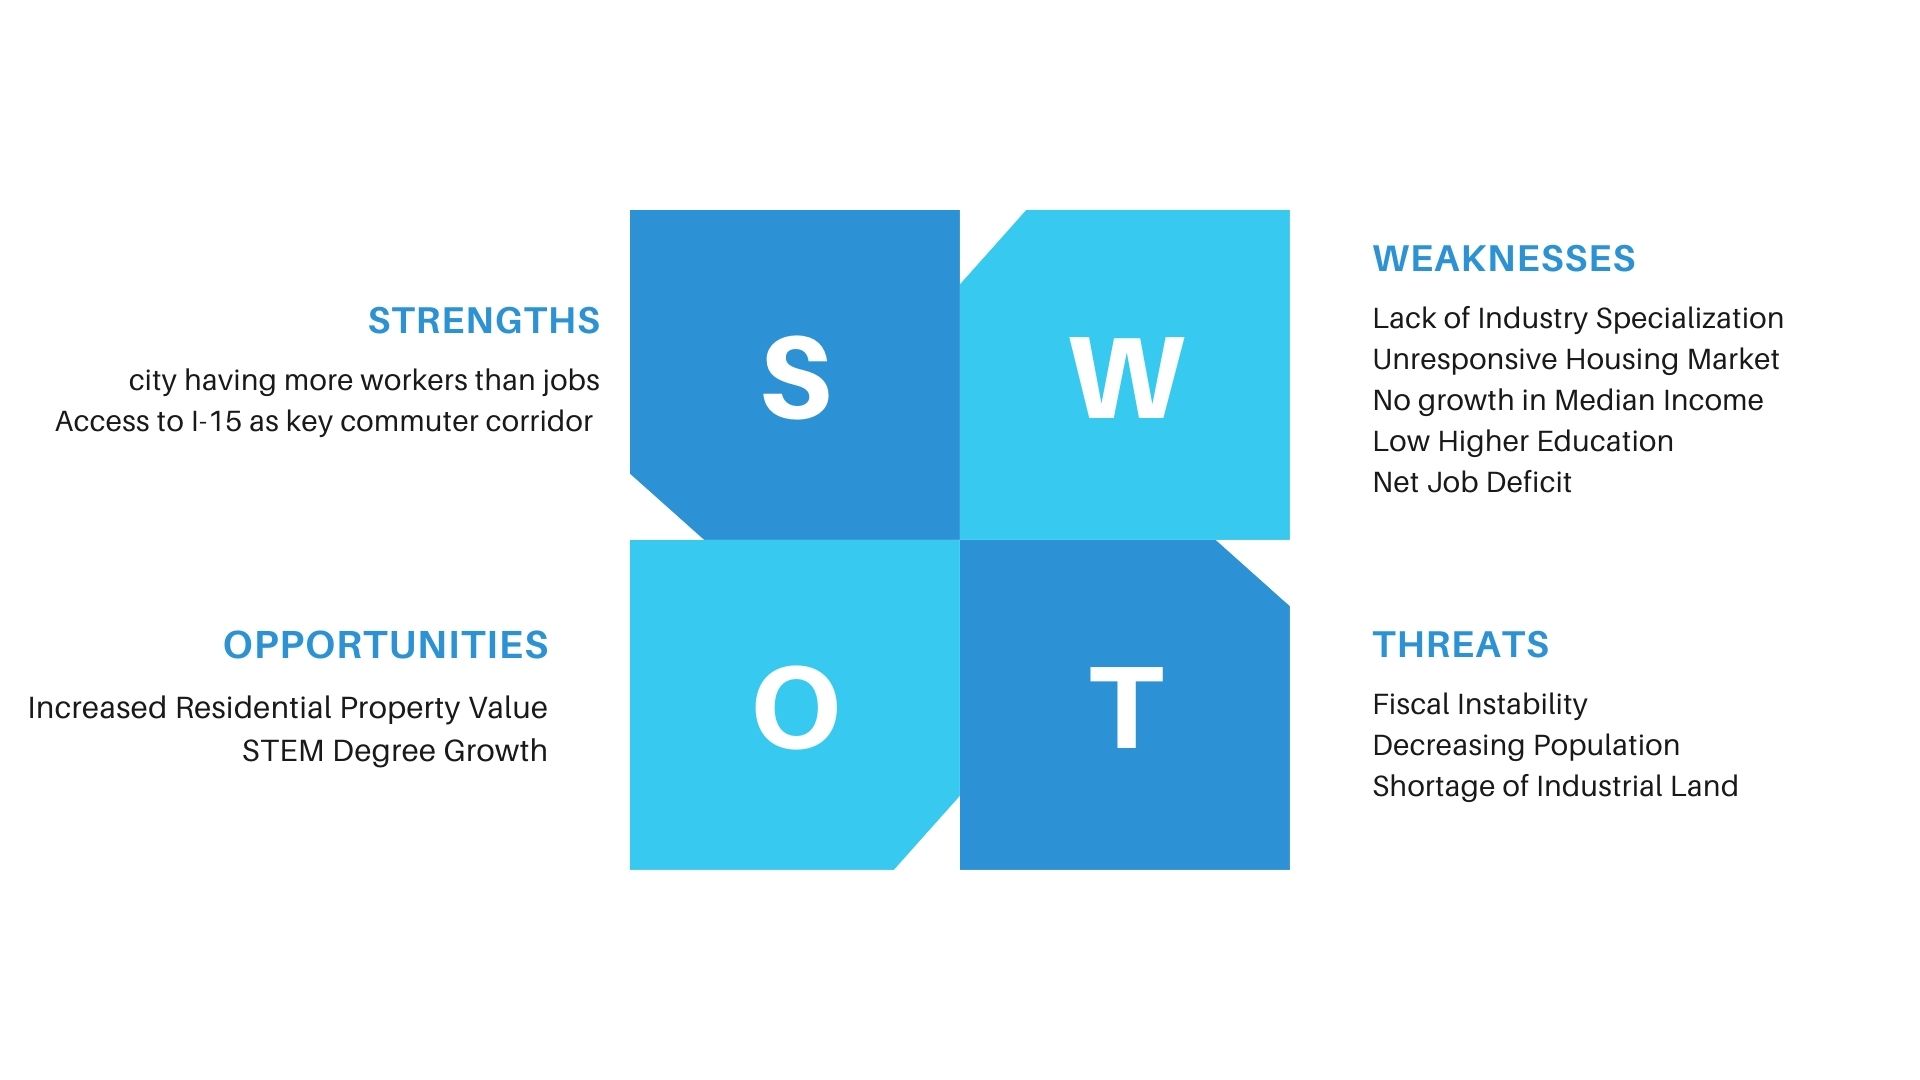 STRENGTHS
city having more workers than jobs
Access to I-15 as key commuter corridor
S
W
WEAKNESSES
Lack of Industry Specialization
Unresponsive Housing Market
No growth in Median Income
Low Higher Education
Net Job Deficit
OPPORTUNITIES
Increased Residential Property Value
STEM Degree Growth
O
T
THREATS
Fiscal Instability
Decreasing Population
Shortage of Industrial Land